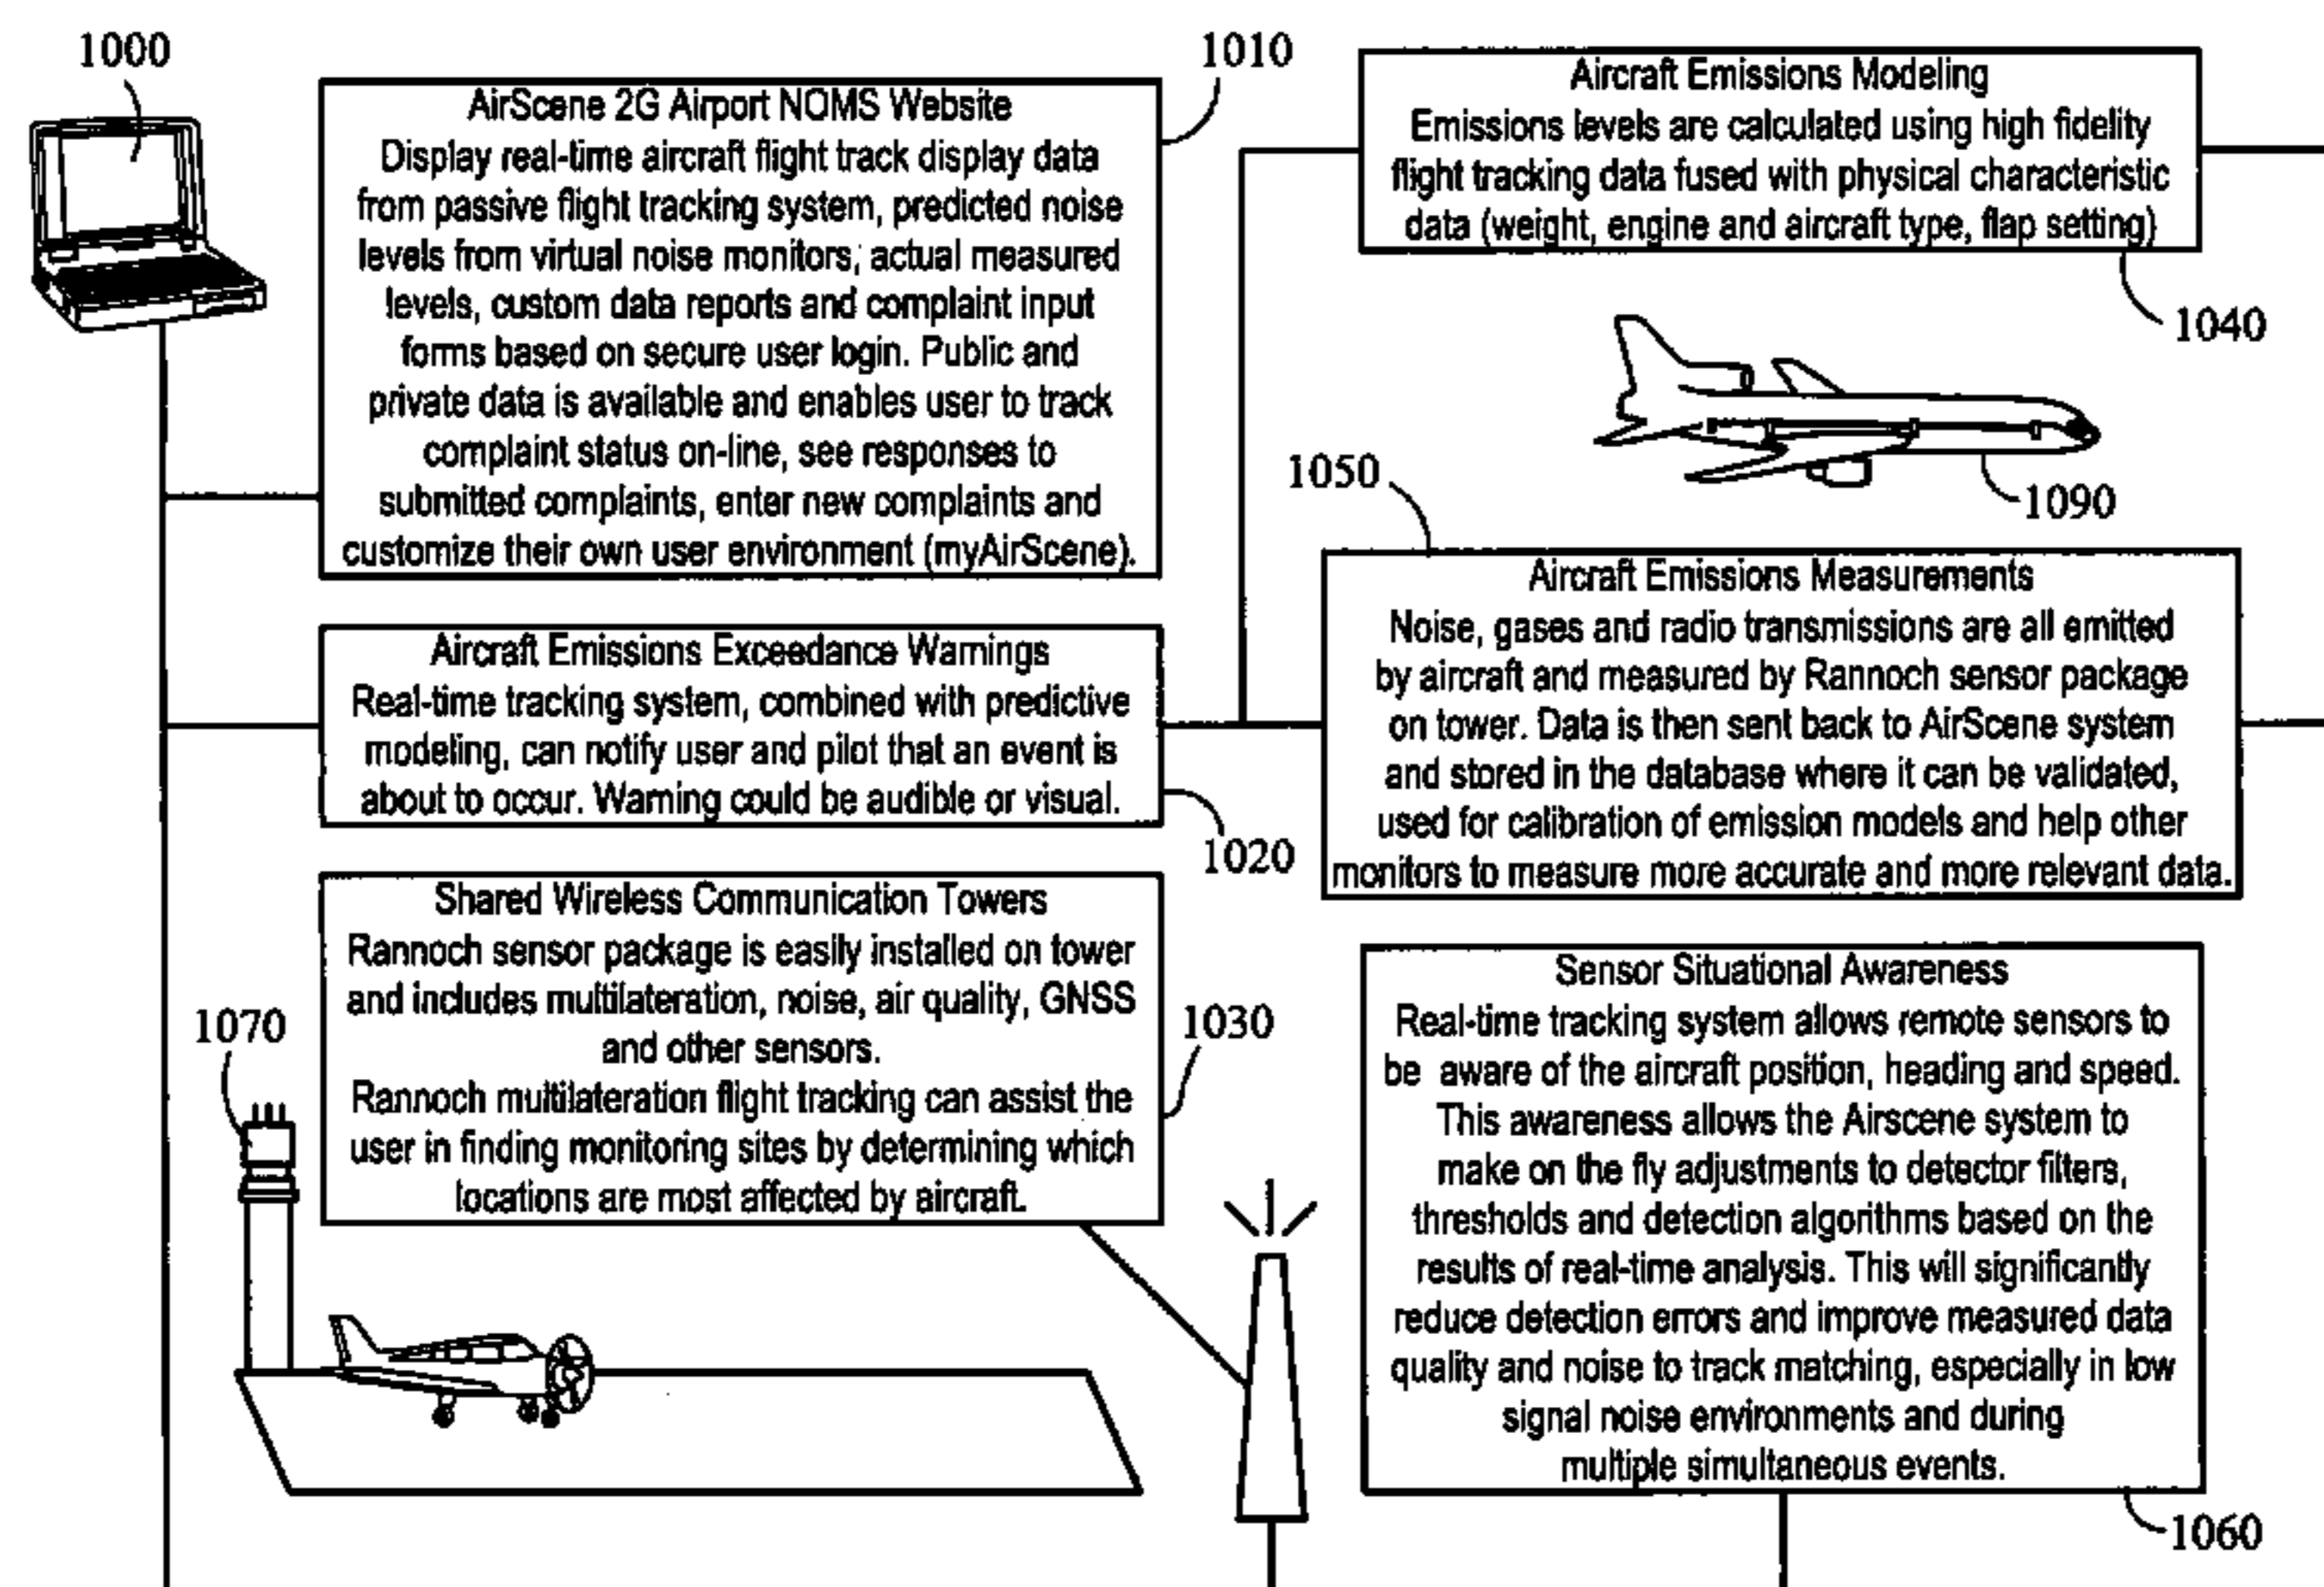 1000
1010
AirScene 2G Airport NOMS Website
Display real-time aircraft flight track display data
from passive flight tracking system, predicted noise
levels from virtual noise monitors, actual measured
levels, custom data reports and complaint input
forms based on secure user login. Public and
private data is available and enables user to track
complaint status on-line, see responses to
submitted complaints, enter new complaints and
customize their own user environment (myAirScene).
Aircraft Emissions Exceedance Warnings
Real-time tracking system, combined with predictive
modeling, can notify user and pilot that an event is
about to occur. Warning could be audible or visual.
1020
Shared Wireless Communication Towers
Rannoch sensor package is easily installed on tower
and includes multilateration, noise, air quality, GNSS
and other sensors.
Rannoch multilateration flight tracking can assist the
user in finding monitoring sites by determining which
locations are most affected by aircraft.
1030
1070
Aircraft Emissions Modeling
Emissions levels are calculated using high fidelity
flight tracking data fused with physical characteristic
data (weight, engine and aircraft type, flap setting)
1040
1090
1050
Aircraft Emissions Measurements
Noise, gases and radio transmissions are all emitted
by aircraft and measured by Rannoch sensor package
on tower. Data is then sent back to AirScene system
and stored in the database where it can be validated,
used for calibration of emission models and help other
monitors to measure more accurate and more relevant data.
Sensor Situational Awareness
Real-time tracking system allows remote sensors to
be aware of the aircraft position, heading and speed.
This awareness allows the Airscene system to
make on the fly adjustments to detector filters,
thresholds and detection algorithms based on the
results of real-time analysis. This will significantly
reduce detection errors and improve measured data
quality and noise to track matching, especially in low
signal noise environments and during
multiple simultaneous events.
1060